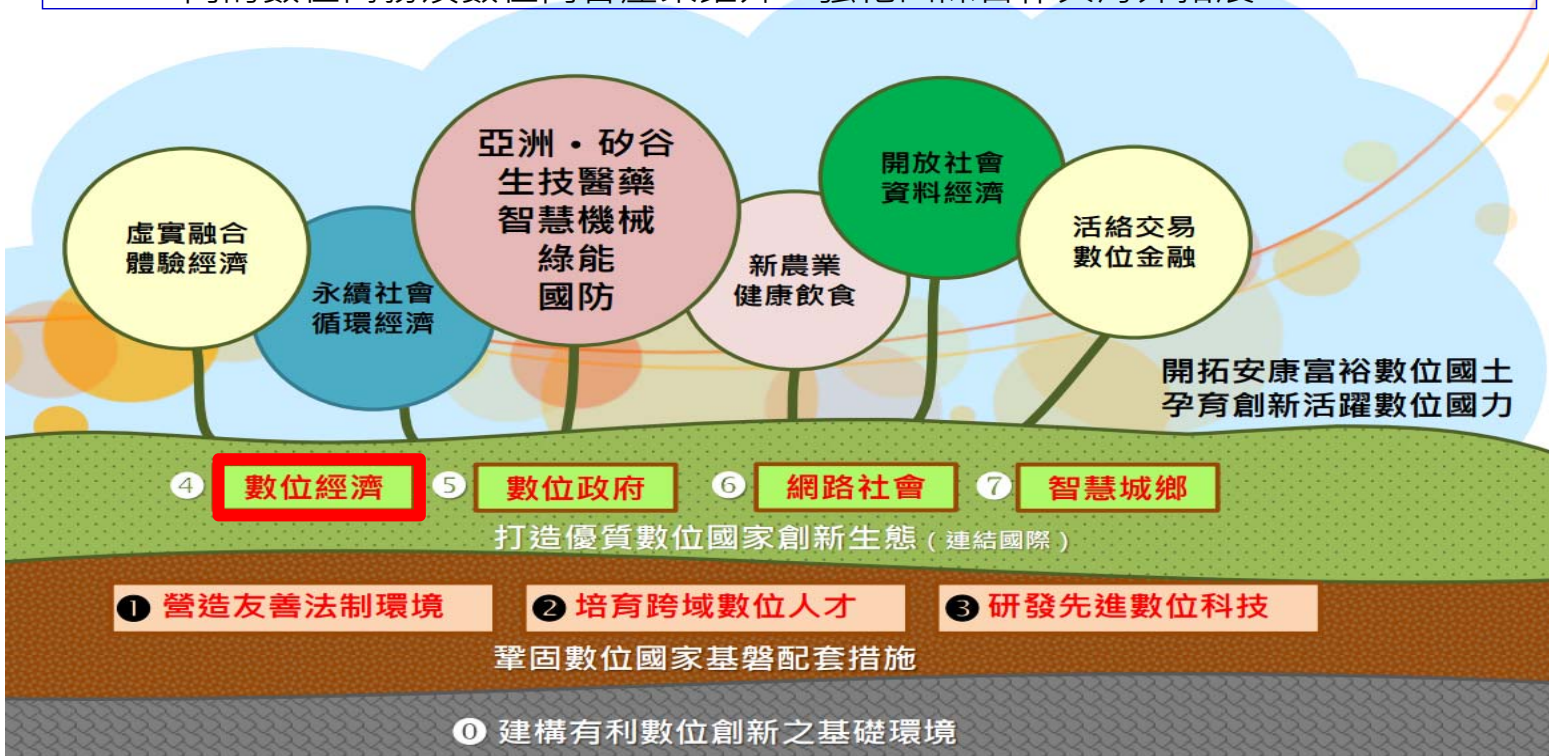 虛實融合
體驗經濟
永續社會
循環經濟
亞洲・矽谷
生技醫藥
智慧機械
綠能
國防
新農業
健康飲食
開放社會
資料經濟
活絡交易
數位金融
開拓安康富裕數位國土
孕育創新活躍數位國力
④ 數位經濟 ⑤ 數位政府 ⑥ 網路社會 ⑦ 智慧城鄉
打造優質數位國家創新生態(連結國際)
❶ 營造友善法制環境 ❷ 培育跨域數位人才 ❸ 研發先進數位科技
鞏固數位國家基磐配套措施
⓪ 建構有利數位創新之基礎環境